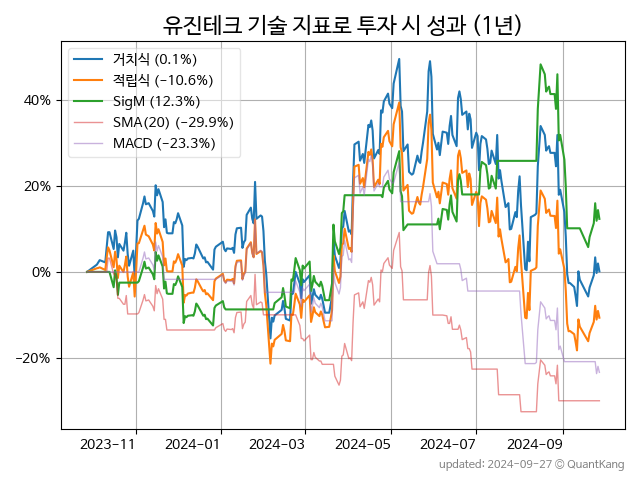 유진테크 기술 지표로 투자 시 성과 (1년)
거치식 (0.1%)
적립식 (−10.6%)
SigM (12.3%)
SMA(20) (−29.9%)
MACD (−23.3%)
40%
20%
0%
−20%
2023-11 2024-01 2024-03 2024-05 2024-07 2024-09
updated: 2024-09-27 @ QuantKang